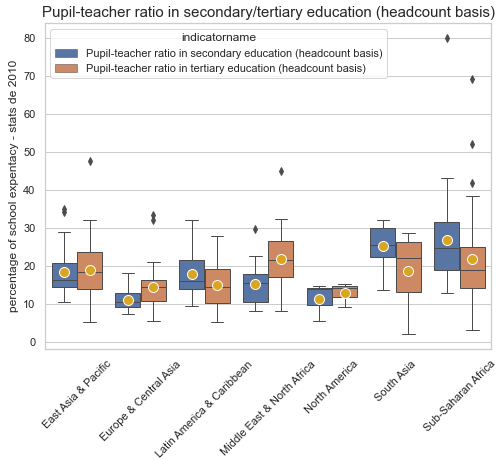 Pupil-teacher ratio in secondary/tertiary education (headcount basis)
indicatorname
Pupil-teacher ratio in secondary education (headcount basis)
Pupil-teacher ratio in tertiary education (headcount basis)
percentage of school expentacy - stats de 2010
80
70
60
50
40
30
20
10
0
East Asia & Pacific
Europe & Central Asia
Latin America & Caribbean
Middle East & North Africa
North America
South Asia
Sub-Saharan Africa